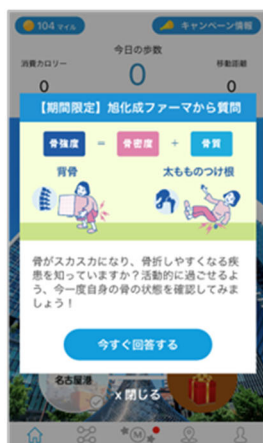 104 マイル
キャンペーン情報
今日の歩数
消費カロリー
移動距離
0
0
0
【期間限定】旭化成ファーマから質問
骨強度 = 骨密度 + 骨質
背骨
太もものつけ根
骨がスカスカになり、骨折しやすくなる疾
患を知っていますか？活動的に過ごせるよ
う、今一度自身の骨の状態を確認してみま
しょう！
今すぐ回答する
名古屋港
x 閉じる
M